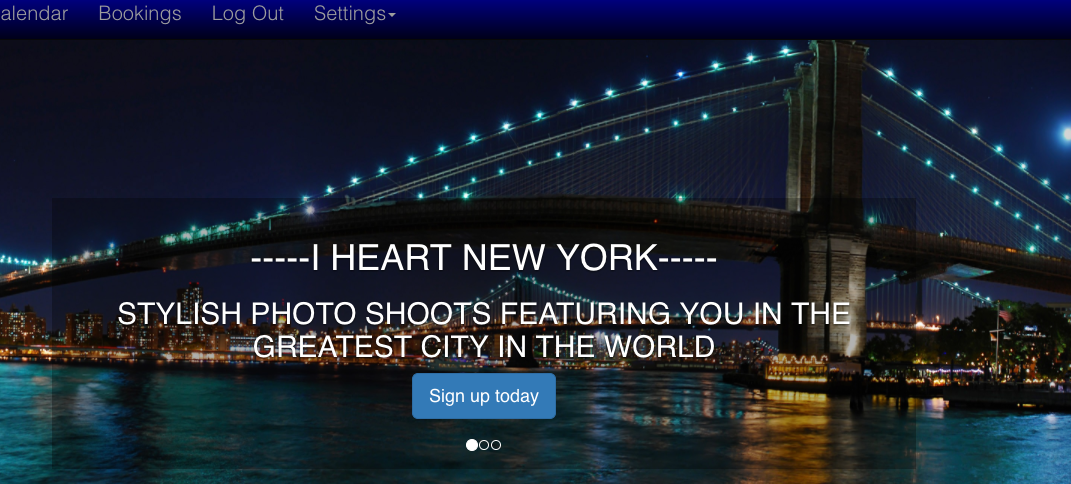 alendar Bookings Log Out Settings
-----I HEART NEW YORK-----
STYLISH PHOTO SHOOTS FEATURING YOU IN THE
GREATEST CITY IN THE WORLD
Sign up today